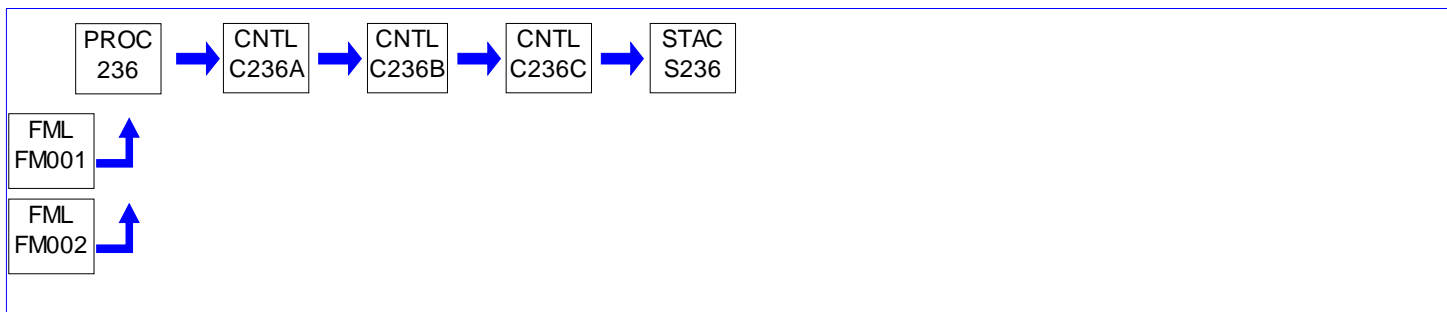 PROC
236
CNTL
C236A
CNTL
C236B
CNTL
C236C
STAC
S236
FML
FM001
FML
FM002